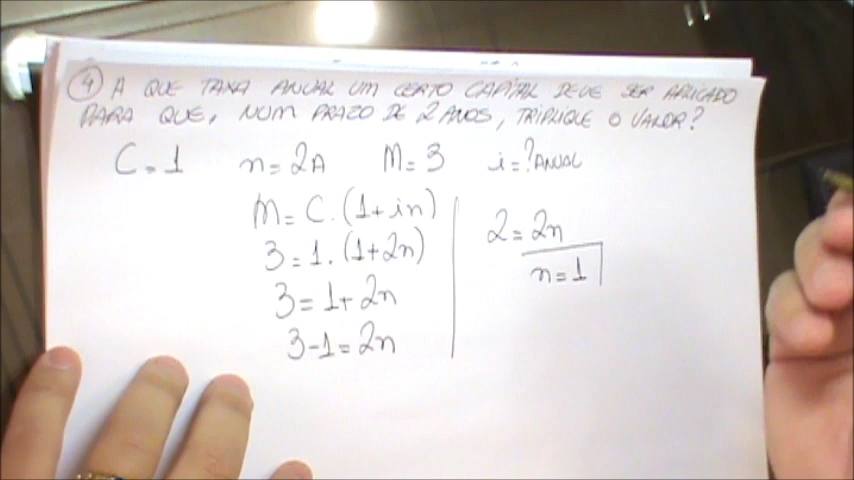 4 A QUE TAXA ANUAL UM CERTO CAPITAL DEVE SER APLICADO
PARA QUE, NUM PRAZO DE 2 ANOS, TRIPLIQUE O VALOR?
C = 1 n = 2A M = 3 i = ? ANUAL
M = C . (1 + in)
3 = 1 . (1 + 2n)
3 = 1 + 2n
3 - 1 = 2n
2 = 2n
n = 1